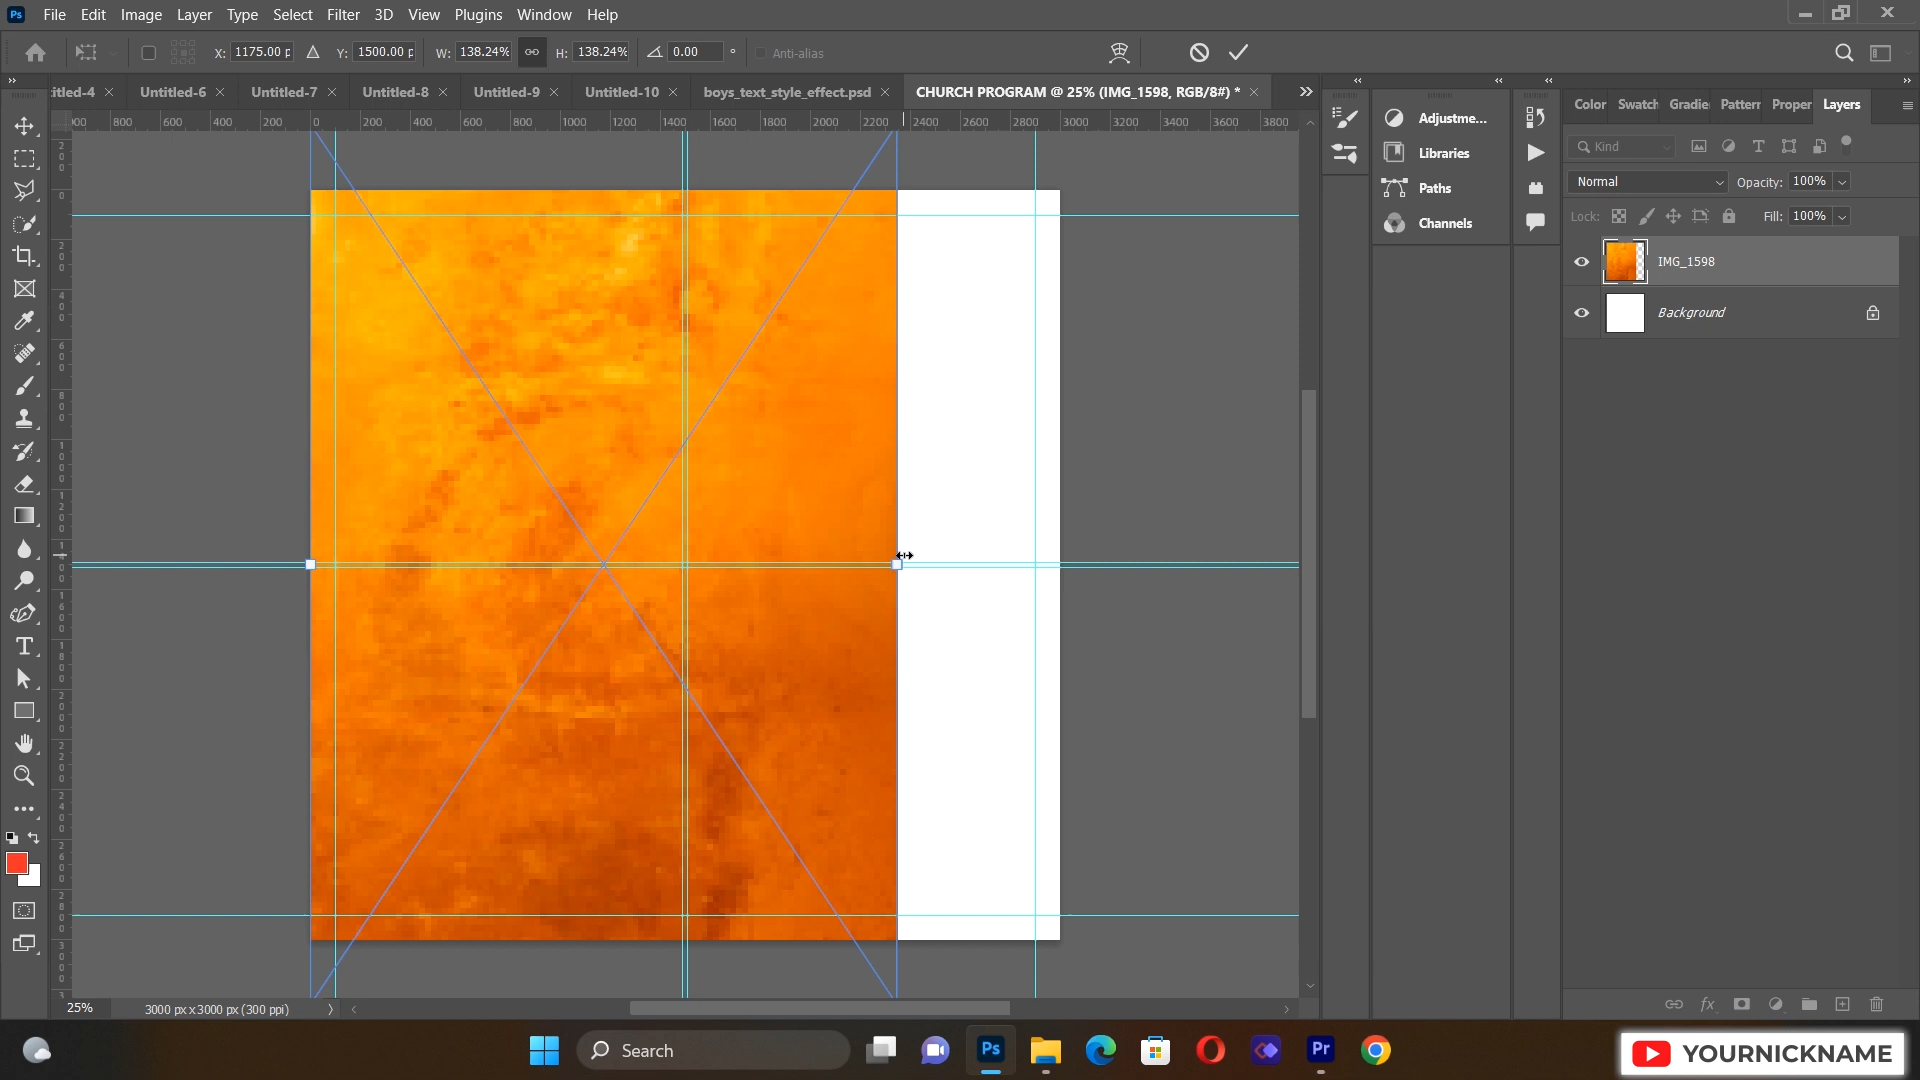 File Edit Image Layer Type Select Filter 3D View Plugins Window Help
X: 1175.00 p Y: 1500.00 p W: 138.24% H: 138.24% 0.00 ° Anti-alias
itled-4 Untitled-6 Untitled-7 Untitled-8 Untitled-9 Untitled-10 boys_text_style_effect.psd CHURCH PROGRAM @ 25% (IMG_1598, RGB/8#) *
800 600 400 200 0 200 400 600 800 1000 1200 1400 1600 1800 2000 2200 2400 2600 2800 3000 3200 3400 3600 3800
Adjustme...
Libraries
Paths
Channels
Color Swatch Gradie Pattern Proper Layers
Kind
Normal Opacity: 100%
Lock: Fill: 100%
IMG_1598
Background
25% 3000 px x 3000 px (300 ppi)
Search
Ps
Pr
YOURNICKNAME